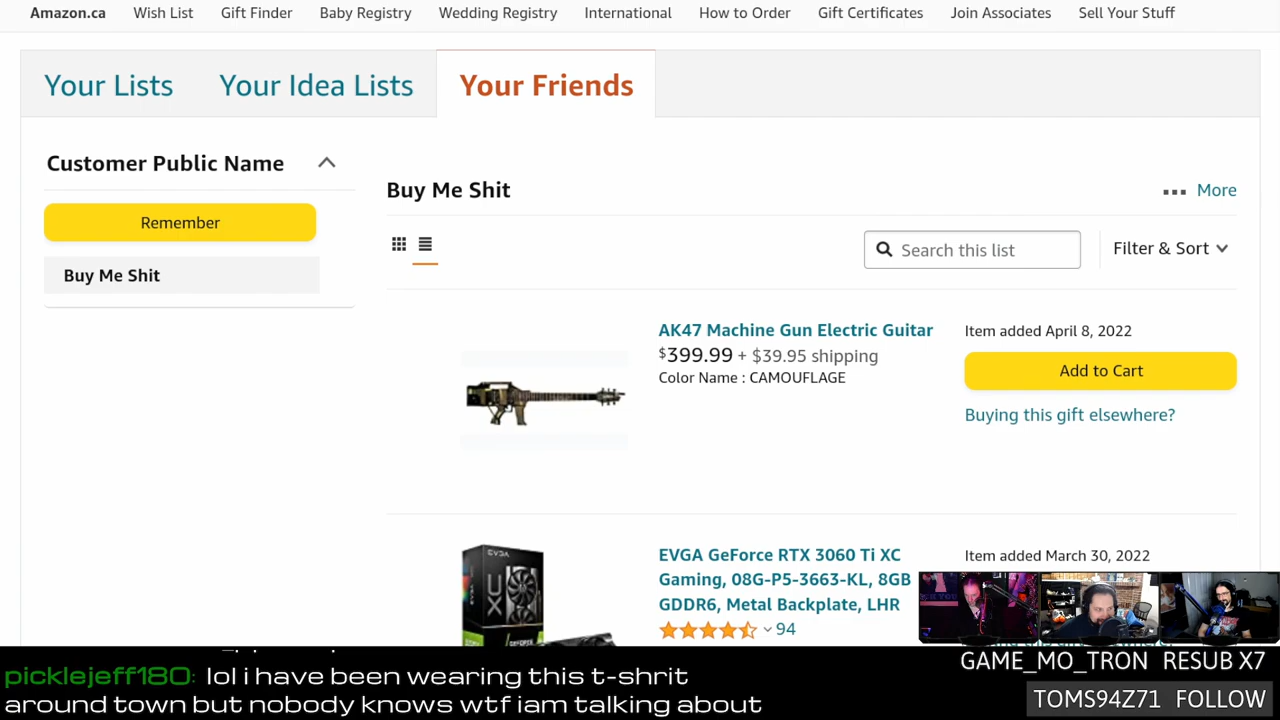 Amazon.ca Wish List Gift Finder Baby Registry Wedding Registry International How to Order Gift Certificates Join Associates Sell Your Stuff
Your Lists Your Idea Lists Your Friends
Customer Public Name
Remember
Buy Me Shit
Buy Me Shit
More
Search this list
Filter & Sort
AK47 Machine Gun Electric Guitar
$399.99 + $39.95 shipping
Color Name : CAMOUFLAGE
Item added April 8, 2022
Add to Cart
Buying this gift elsewhere?
EVGA
XC
EVGA GeForce RTX 3060 Ti XC
Gaming, 08G-P5-3663-KL, 8GB
GDDR6, Metal Backplate, LHR
94
Item added March 30, 2022
picklejeff180: lol i have been wearing this t-shrit
around town but nobody knows wtf iam talking about
GAME_MO_TRON RESUB X7
TOMS94Z71 FOLLOW